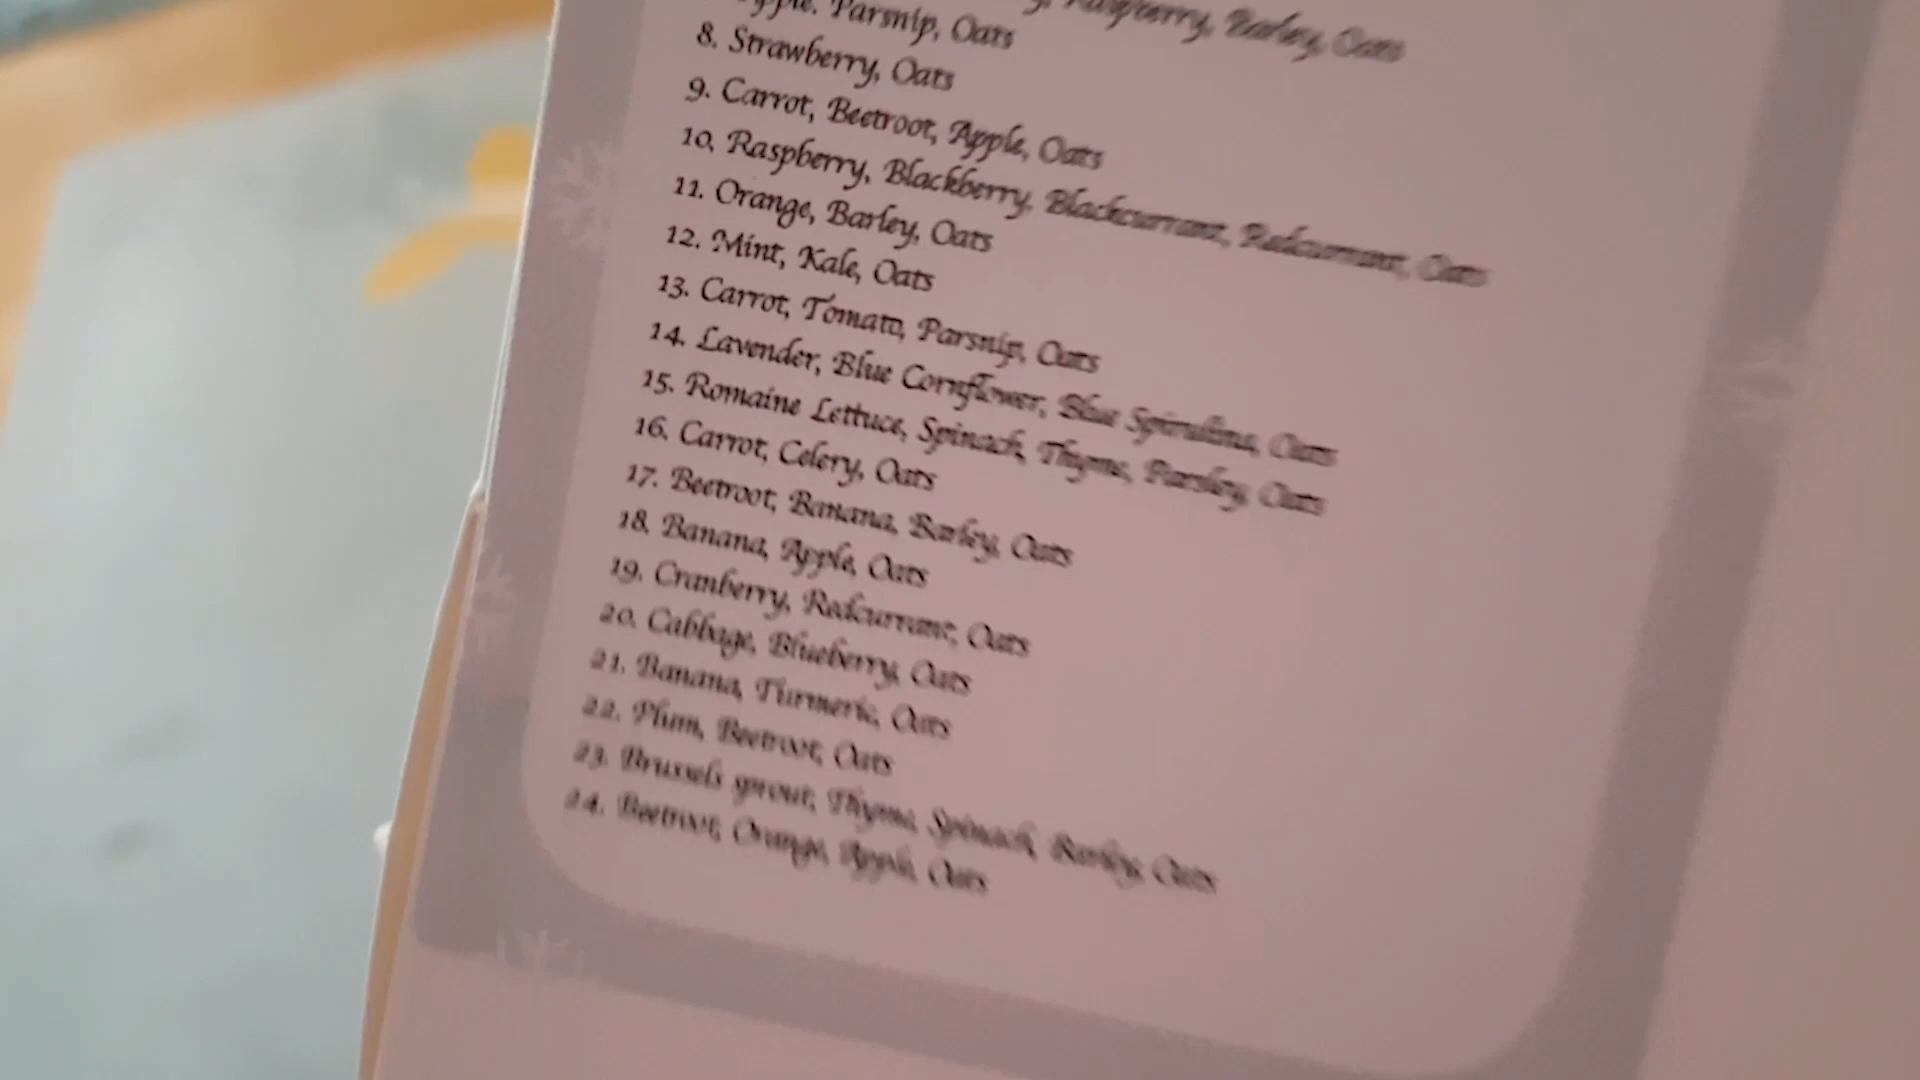 Raspberry, Barley, Oats
Apple. Parsnip, Oats
8. Strawberry, Oats
9. Carrot, Beetroot, Apple, Oats
10. Raspberry, Blackberry, Blackcurrant, Redcurrant, Oats
11. Orange, Barley, Oats
12. Mint, Kale, Oats
13. Carrot, Tomato, Parsnip, Oats
14. Lavender, Blue Cornflower, Blue Spirulina, Oats
15. Romaine Lettuce, Spinach, Thyme, Parsley, Oats
16. Carrot, Celery, Oats
17. Beetroot, Banana, Barley, Oats
18. Banana, Apple, Oats
19. Cranberry, Redcurrant, Oats
20. Cabbage, Blueberry, Oats
21. Banana, Turmeric, Oats
22. Plum, Beetroot, Oats
23. Brussels sprout, Thyme, Spinach, Barley, Oats
24. Beetroot, Orange, Apple, Oats